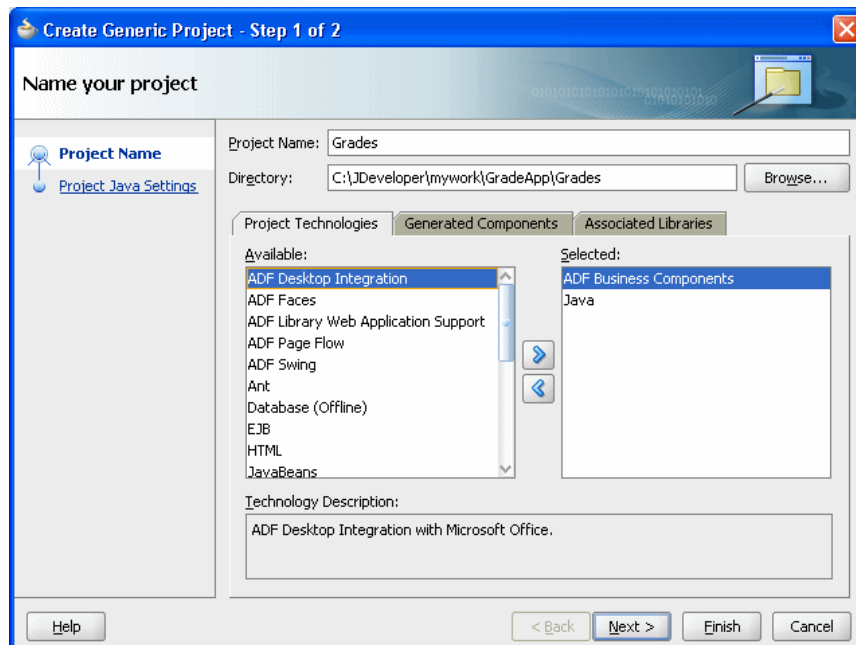 Create Generic Project - Step 1 of 2
Name your project
Project Name
Project Java Settings
Project Name: Grades
Directory: C:\JDeveloper\mywork\GradeApp\Grades Browse...
Project Technologies Generated Components Associated Libraries
Available: Selected:
ADF Desktop Integration ADF Business Components
ADF Faces Java
ADF Library Web Application Support
ADF Page Flow
ADF Swing
Ant
Database (Offline)
EJB
HTML
JavaBeans
Technology Description:
ADF Desktop Integration with Microsoft Office.
Help < Back Next > Finish Cancel